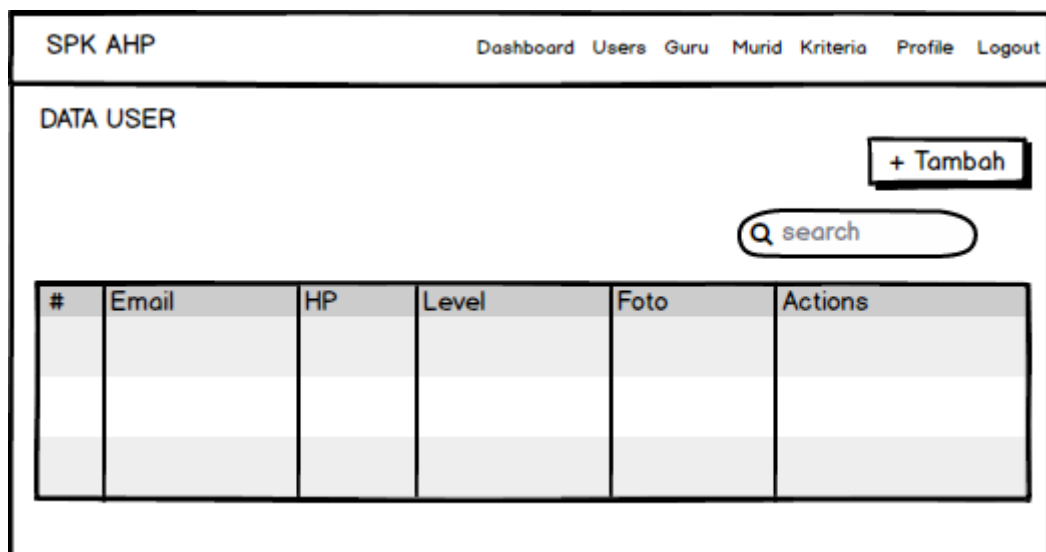 SPK AHP Dashboard Users Guru Murid Kriteria Profile Logout
DATA USER
+ Tambah
search
# Email HP Level Foto Actions